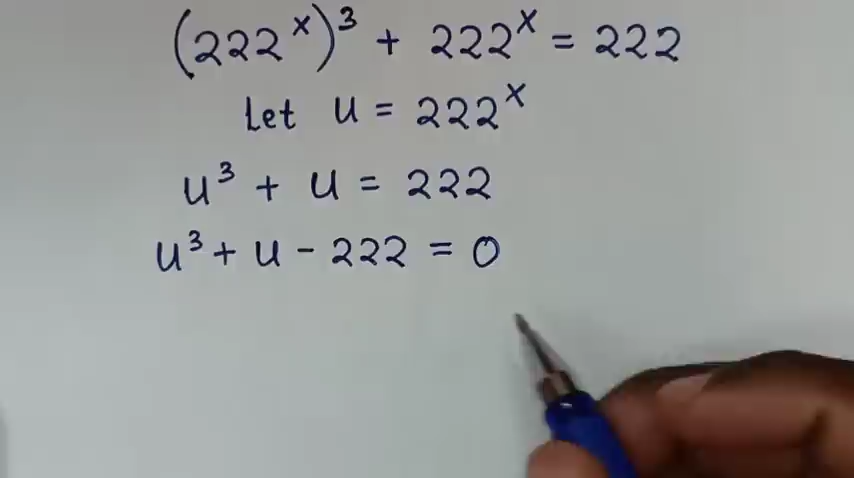 (222^x)^3 + 222^x = 222
Let u = 222^x
u^3 + u = 222
u^3 + u - 222 = 0